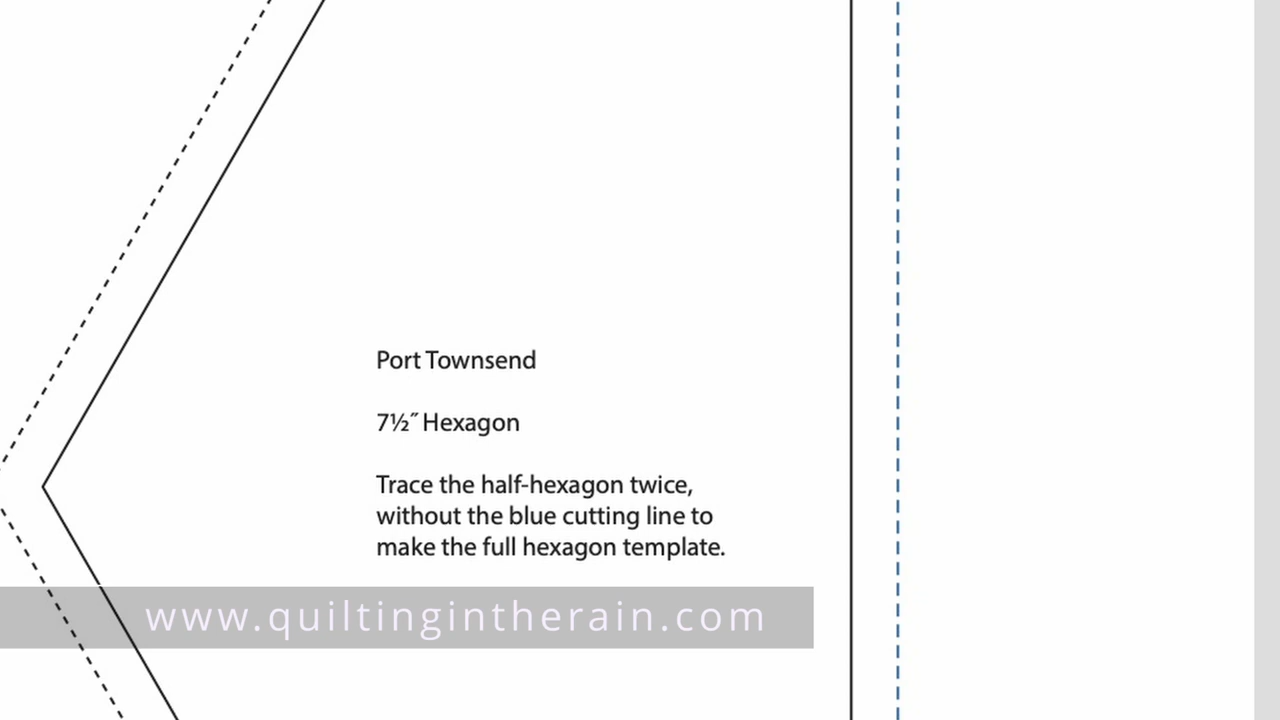 Port Townsend
7½˝ Hexagon
Trace the half-hexagon twice,
without the blue cutting line to
make the full hexagon template.
www.quiltingintherain.com